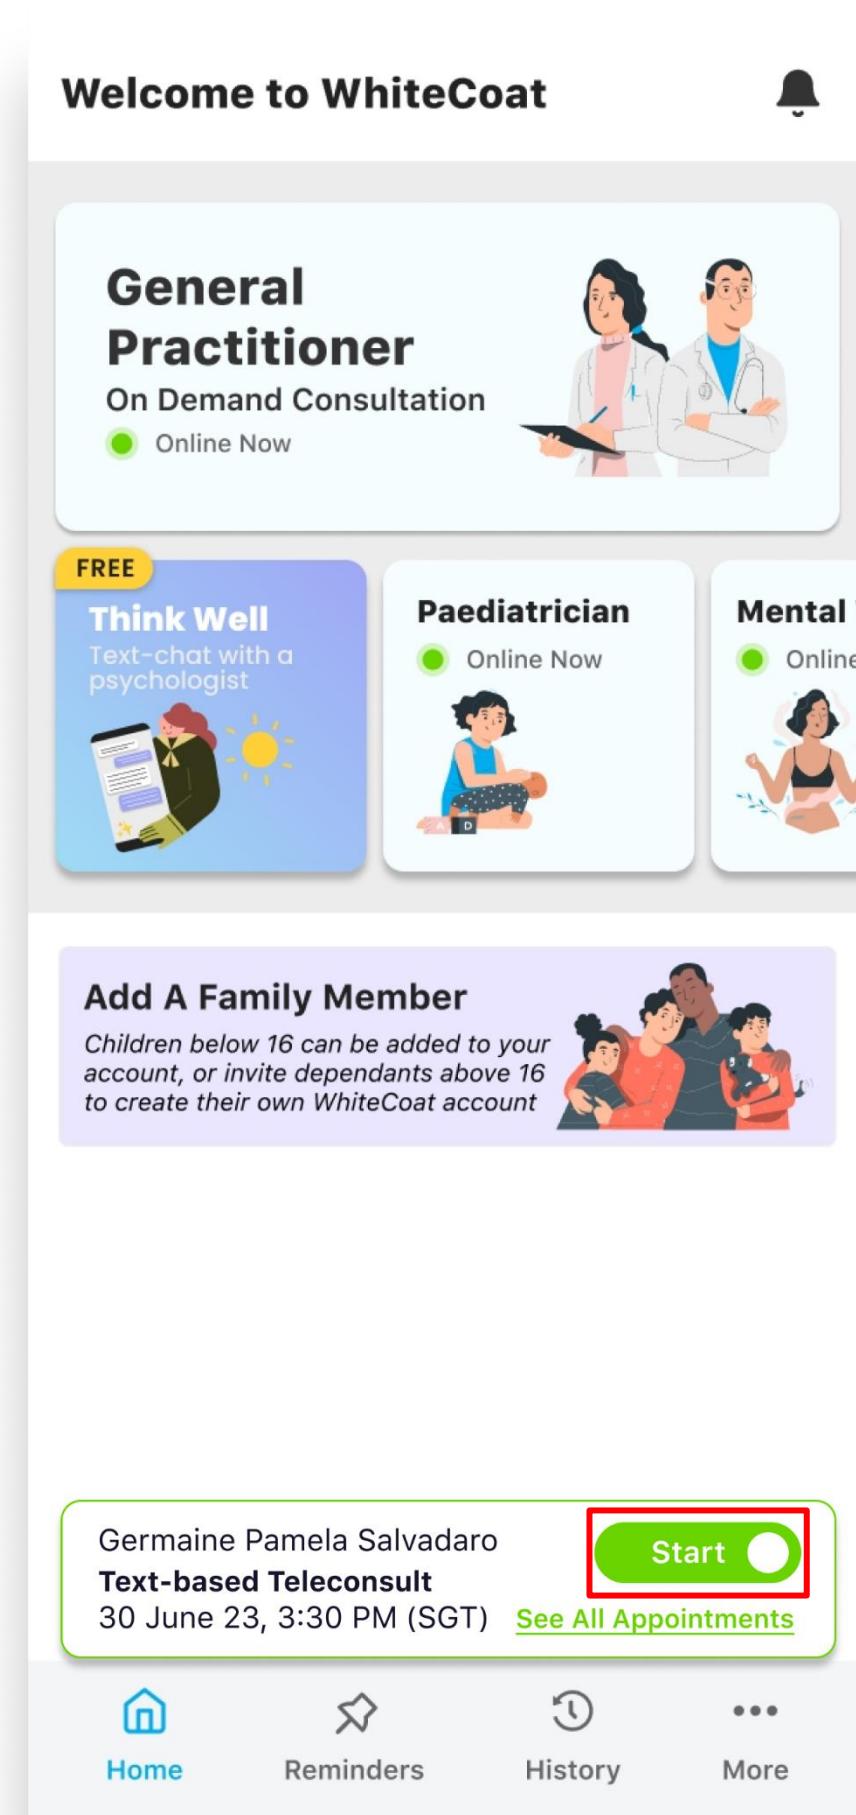 Welcome to WhiteCoat
General
Practitioner
On Demand Consultation
Online Now
FREE
Think Well
Text-chat with a
psychologist
Paediatrician
Online Now
Mental
Online
Add A Family Member
Children below 16 can be added to your
account, or invite dependants above 16
to create their own WhiteCoat account
Germaine Pamela Salvadaro
Start
Text-based Teleconsult
30 June 23, 3:30 PM (SGT)
See All Appointments
Home
Reminders
History
More